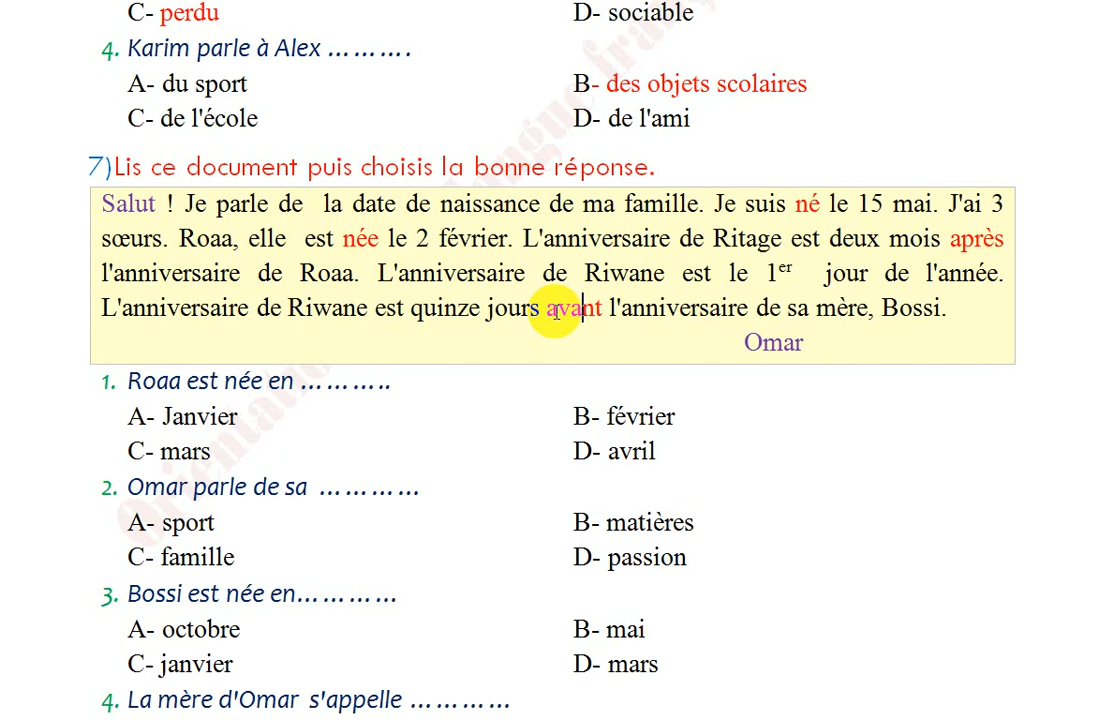 C- perdu D- sociable
4. Karim parle à Alex ……….
A- du sport B- des objets scolaires
C- de l'école D- de l'ami
7)Lis ce document puis choisis la bonne réponse.
Salut ! Je parle de la date de naissance de ma famille. Je suis né le 15 mai. J'ai 3
sœurs. Roaa, elle est née le 2 février. L'anniversaire de Ritage est deux mois après
l'anniversaire de Roaa. L'anniversaire de Riwane est le 1er jour de l'année.
L'anniversaire de Riwane est quinze jours avant l'anniversaire de sa mère, Bossi.
Omar
1. Roaa est née en ………..
A- Janvier B- février
C- mars D- avril
2. Omar parle de sa …………
A- sport B- matières
C- famille D- passion
3. Bossi est née en…………
A- octobre B- mai
C- janvier D- mars
4. La mère d'Omar s'appelle …………